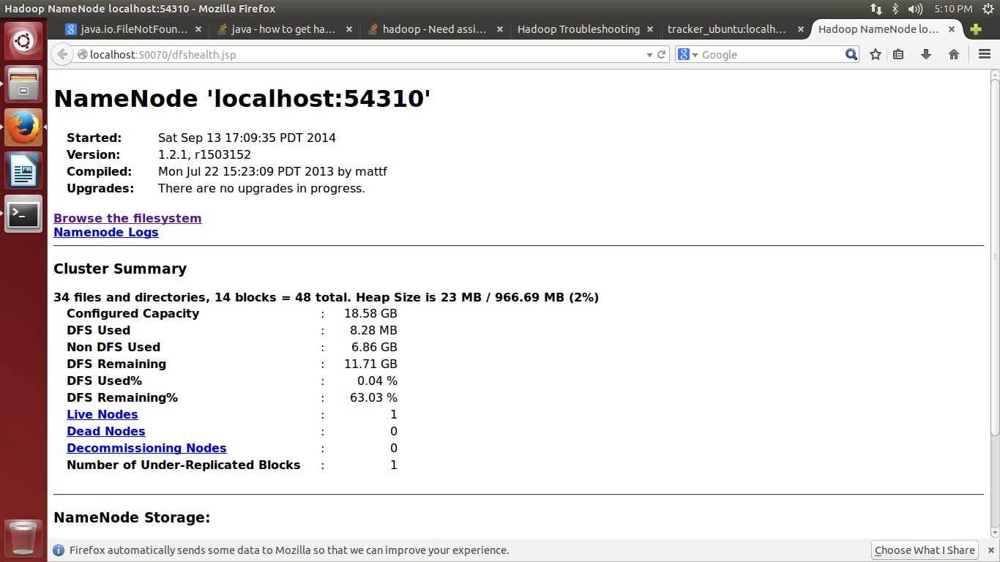 Hadoop NameNode localhost:54310 - Mozilla Firefox
5:10 PM
java.io.FileNotFoun...
java - how to get ha...
hadoop - Need assi...
Hadoop Troubleshooting
tracker_ubuntu:localh...
Hadoop NameNode lo...
localhost:50070/dfshealth.jsp
Google
NameNode 'localhost:54310'
Started: Sat Sep 13 17:09:35 PDT 2014
Version: 1.2.1, r1503152
Compiled: Mon Jul 22 15:23:09 PDT 2013 by mattf
Upgrades: There are no upgrades in progress.
Browse the filesystem
Namenode Logs
Cluster Summary
34 files and directories, 14 blocks = 48 total. Heap Size is 23 MB / 966.69 MB (2%)
Configured Capacity : 18.58 GB
DFS Used : 8.28 MB
Non DFS Used : 6.86 GB
DFS Remaining : 11.71 GB
DFS Used% : 0.04 %
DFS Remaining% : 63.03 %
Live Nodes : 1
Dead Nodes : 0
Decommissioning Nodes : 0
Number of Under-Replicated Blocks : 1
NameNode Storage:
Firefox automatically sends some data to Mozilla so that we can improve your experience.
Choose What I Share